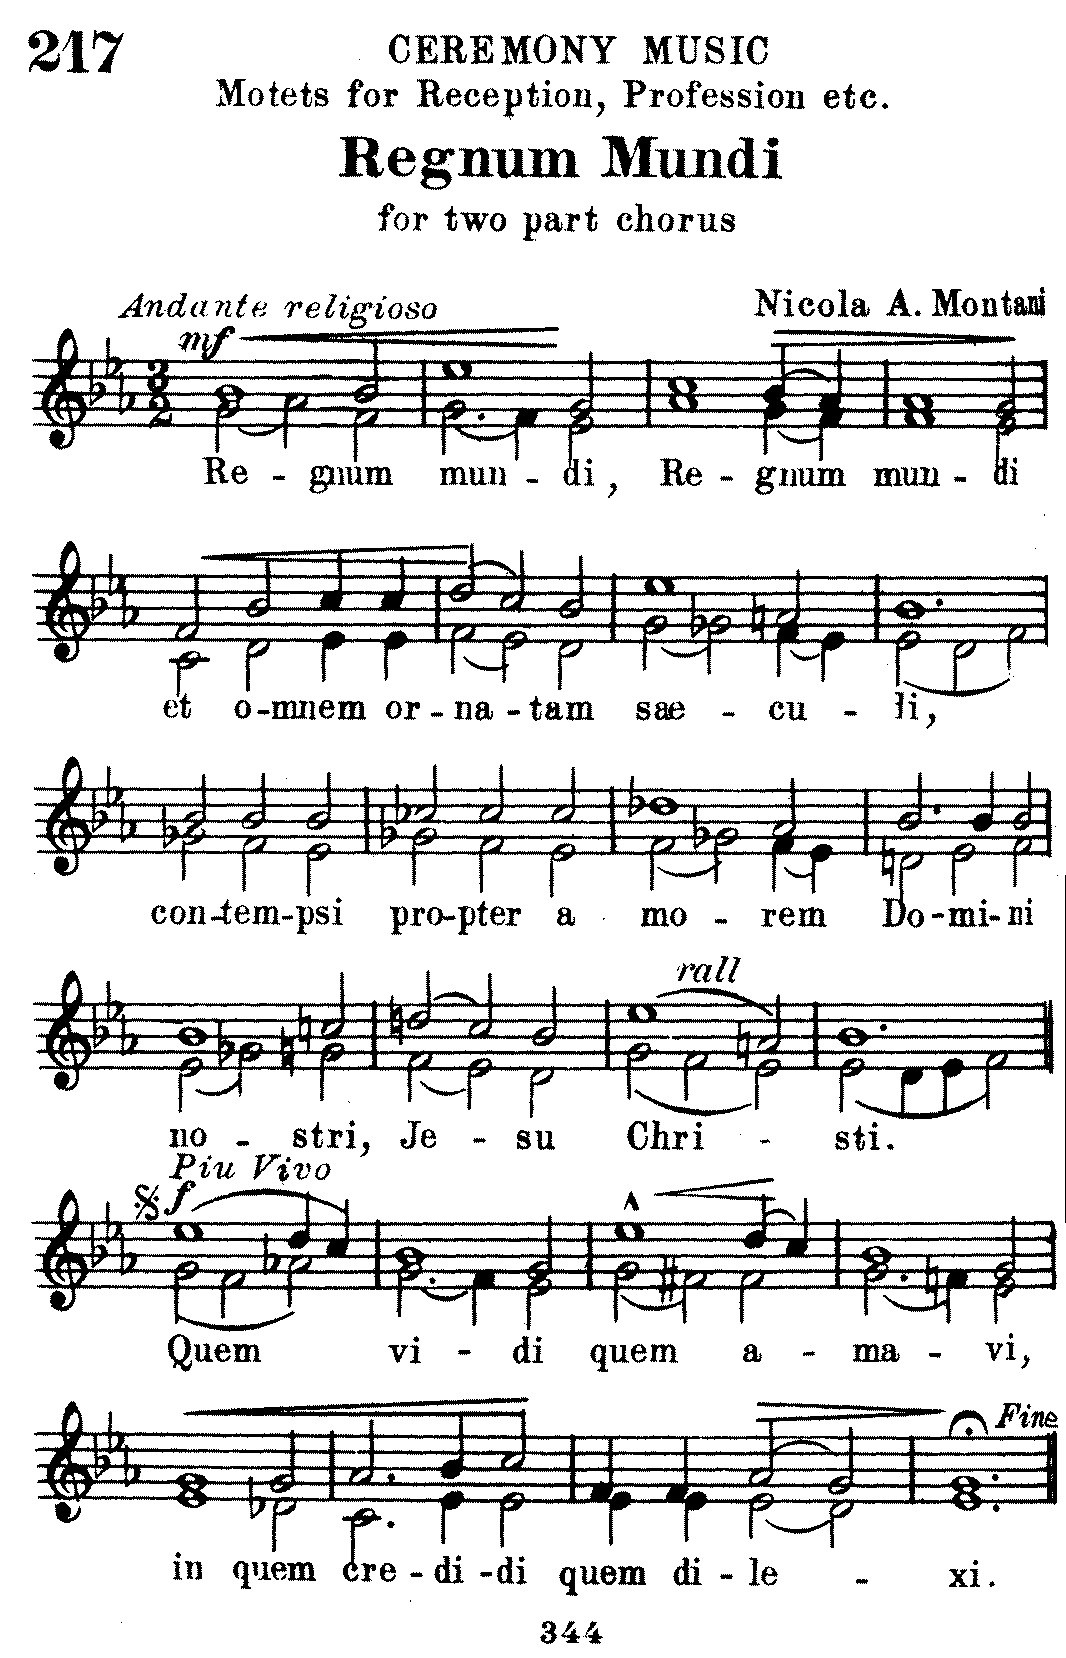 217
CEREMONY MUSIC
Motets for Reception, Profession etc.
Regnum Mundi
for two part chorus
Andante religioso
Nicola A. Montani
mf
3
2
Re - gnum mun - di, Re - gnum mun - di
et o-mnem or-na-tam sae - cu - li,
con-tem-psi pro-pter a mo - rem Do-mi-ni
rall
no - stri, Je - su Chri - sti.
Piu Vivo
f
Quem vi - di quem a - ma - vi,
Fine
in quem cre-di-di quem di-le - xi.
344